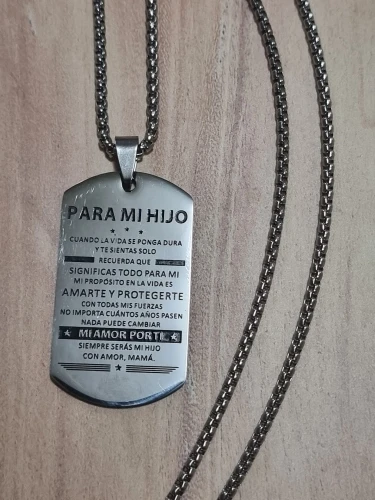 PARA MI HIJO
CUANDO LA VIDA SE PONGA DURA
Y TE SIENTAS SOLO
RECUERDA QUE
SIGNIFICAS TODO PARA MI
MI PROPÓSITO EN LA VIDA ES
AMARTE Y PROTEGERTE
CON TODAS MIS FUERZAS
NO IMPORTA CUÁNTOS AÑOS PASEN
NADA PUEDE CAMBIAR
MI AMOR POR TI
SIEMPRE SERÁS MI HIJO
CON AMOR, MAMÁ.